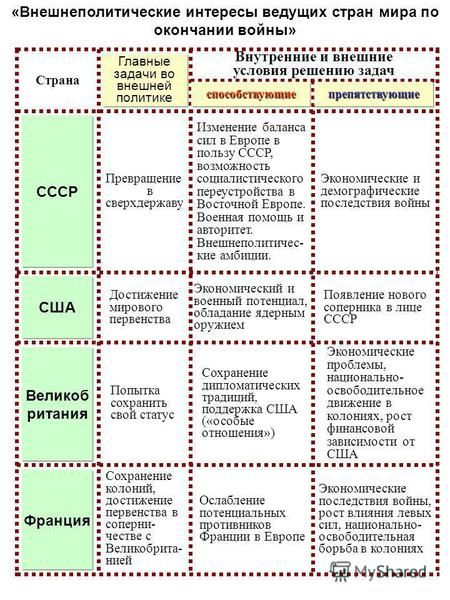 «Внешнеполитические интересы ведущих стран мира по
окончании войны»
Страна
Главные
задачи во
внешней
политике
Внутренние и внешние
условия решению задач
способствующие
препятствующие
СССР
Превращение
в
сверхдержаву
Изменение баланса
сил в Европе в
пользу СССР,
возможность
социалистического
переустройства в
Восточной Европе.
Военная помощь и
авторитет.
Внешнеполитичес-
кие амбиции.
Экономические и
демографические
последствия войны
США
Достижение
мирового
первенства
Экономический и
военный потенциал,
обладание ядерным
оружием
Появление нового
соперника в лице
СССР
Великоб
ритания
Попытка
сохранить
свой статус
Сохранение
дипломатических
традиций,
поддержка США
(«особые
отношения»)
Экономические
проблемы,
национально-
освободительное
движение в
колониях, рост
финансовой
зависимости от
США
Франция
Сохранение
колоний,
достижение
первенства в
соперни-
честве с
Великобрита-
нией
Ослабление
потенциальных
противников
Франции в Европе
Экономические
последствия войны,
рост влияния левых
сил, национально-
освободительная
борьба в колониях
MyShared